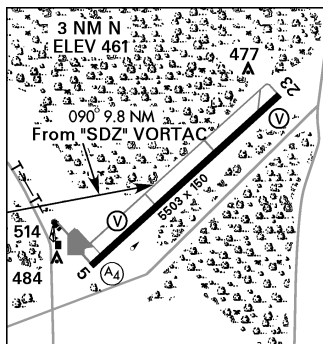 3 NM N
ELEV 461
477
090° 9.8 NM
From "SDZ" VORTAC
23
V
5503 X 150
V
514
484
5
A4